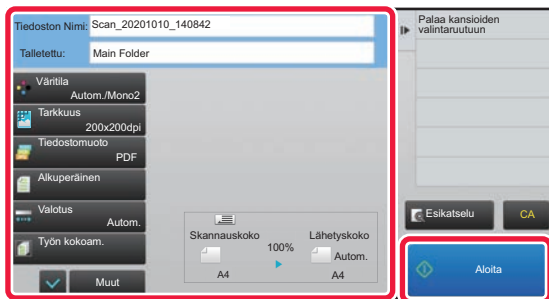 Tiedoston Nimi: Scan_20201010_140842
Talletettu: Main Folder
Väritila
Autom./Mono2
Tarkkuus
200x200dpi
Tiedostomuoto
PDF
Alkuperäinen
Valotus
Autom.
Työn kokoam.
Muut
Skannauskoko
100%
Lähetyskoko
Autom.
A4
A4
Palaa kansioiden
valintaruutuun
Esikatselu
CA
Aloita